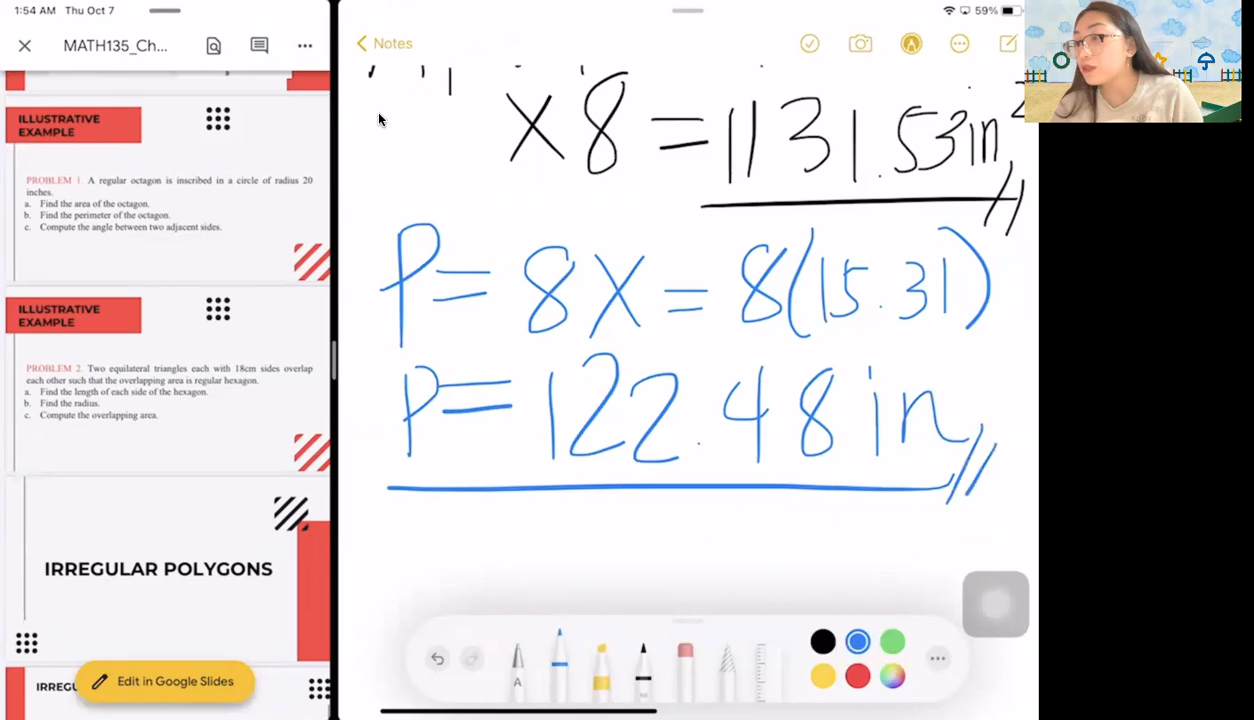 1:54 AM Thu Oct 7
59%
MATH135_Ch...
Notes
ILLUSTRATIVE
EXAMPLE
PROBLEM 1. A regular octagon is inscribed in a circle of radius 20
inches.
a. Find the area of the octagon.
b. Find the perimeter of the octagon.
c. Compute the angle between two adjacent sides.
ILLUSTRATIVE
EXAMPLE
PROBLEM 2. Two equilateral triangles each with 18cm sides overlap
each other such that the overlapping area is regular hexagon.
a. Find the length of each side of the hexagon.
b. Find the radius.
c. Compute the overlapping area.
IRREGULAR POLYGONS
Edit in Google Slides
x 8 = 1131.53 in²
P = 8x = 8(15.31)
P = 122.48 in
A